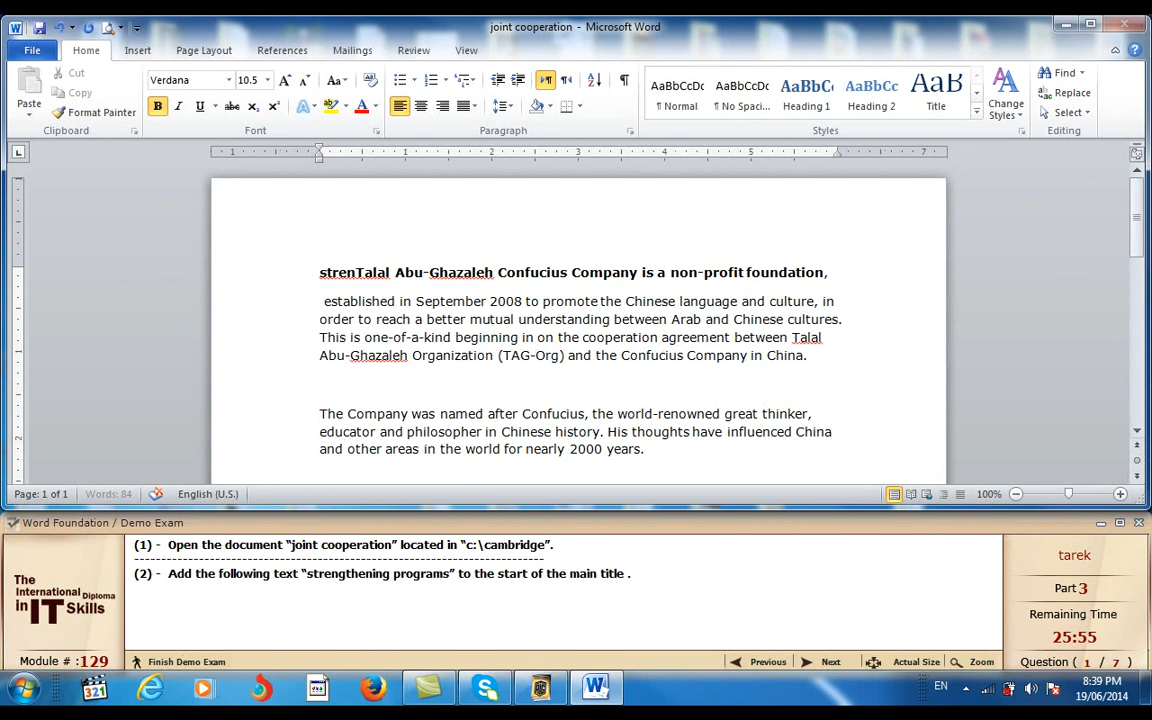 joint cooperation - Microsoft Word
File Home Insert Page Layout References Mailings Review View
Paste
Cut
Copy
Format Painter
Clipboard
Verdana 10.5
Font
Paragraph
AaBbCcDc AaBbCcDc AaBbC AaBbCc AaB
¶ Normal ¶ No Spaci... Heading 1 Heading 2 Title
Change Styles
Styles
Find
Replace
Select
Editing
1 1 2 3 4 5 7
strenTalal Abu-Ghazaleh Confucius Company is a non-profit foundation,
established in September 2008 to promote the Chinese language and culture, in
order to reach a better mutual understanding between Arab and Chinese cultures.
This is one-of-a-kind beginning in on the cooperation agreement between Talal
Abu-Ghazaleh Organization (TAG-Org) and the Confucius Company in China.
The Company was named after Confucius, the world-renowned great thinker,
educator and philosopher in Chinese history. His thoughts have influenced China
and other areas in the world for nearly 2000 years.
Page: 1 of 1 Words: 84 English (U.S.) 100%
Word Foundation / Demo Exam
(1) - Open the document "joint cooperation" located in "c:\cambridge".
(2) - Add the following text "strengthening programs" to the start of the main title .
The
International Diploma
in IT Skills
Module # :129
tarek
Part 3
Remaining Time
25:55
Question ( 1 / 7 )
Finish Demo Exam Previous Next Actual Size Zoom
321
EN
8:39 PM
19/06/2014